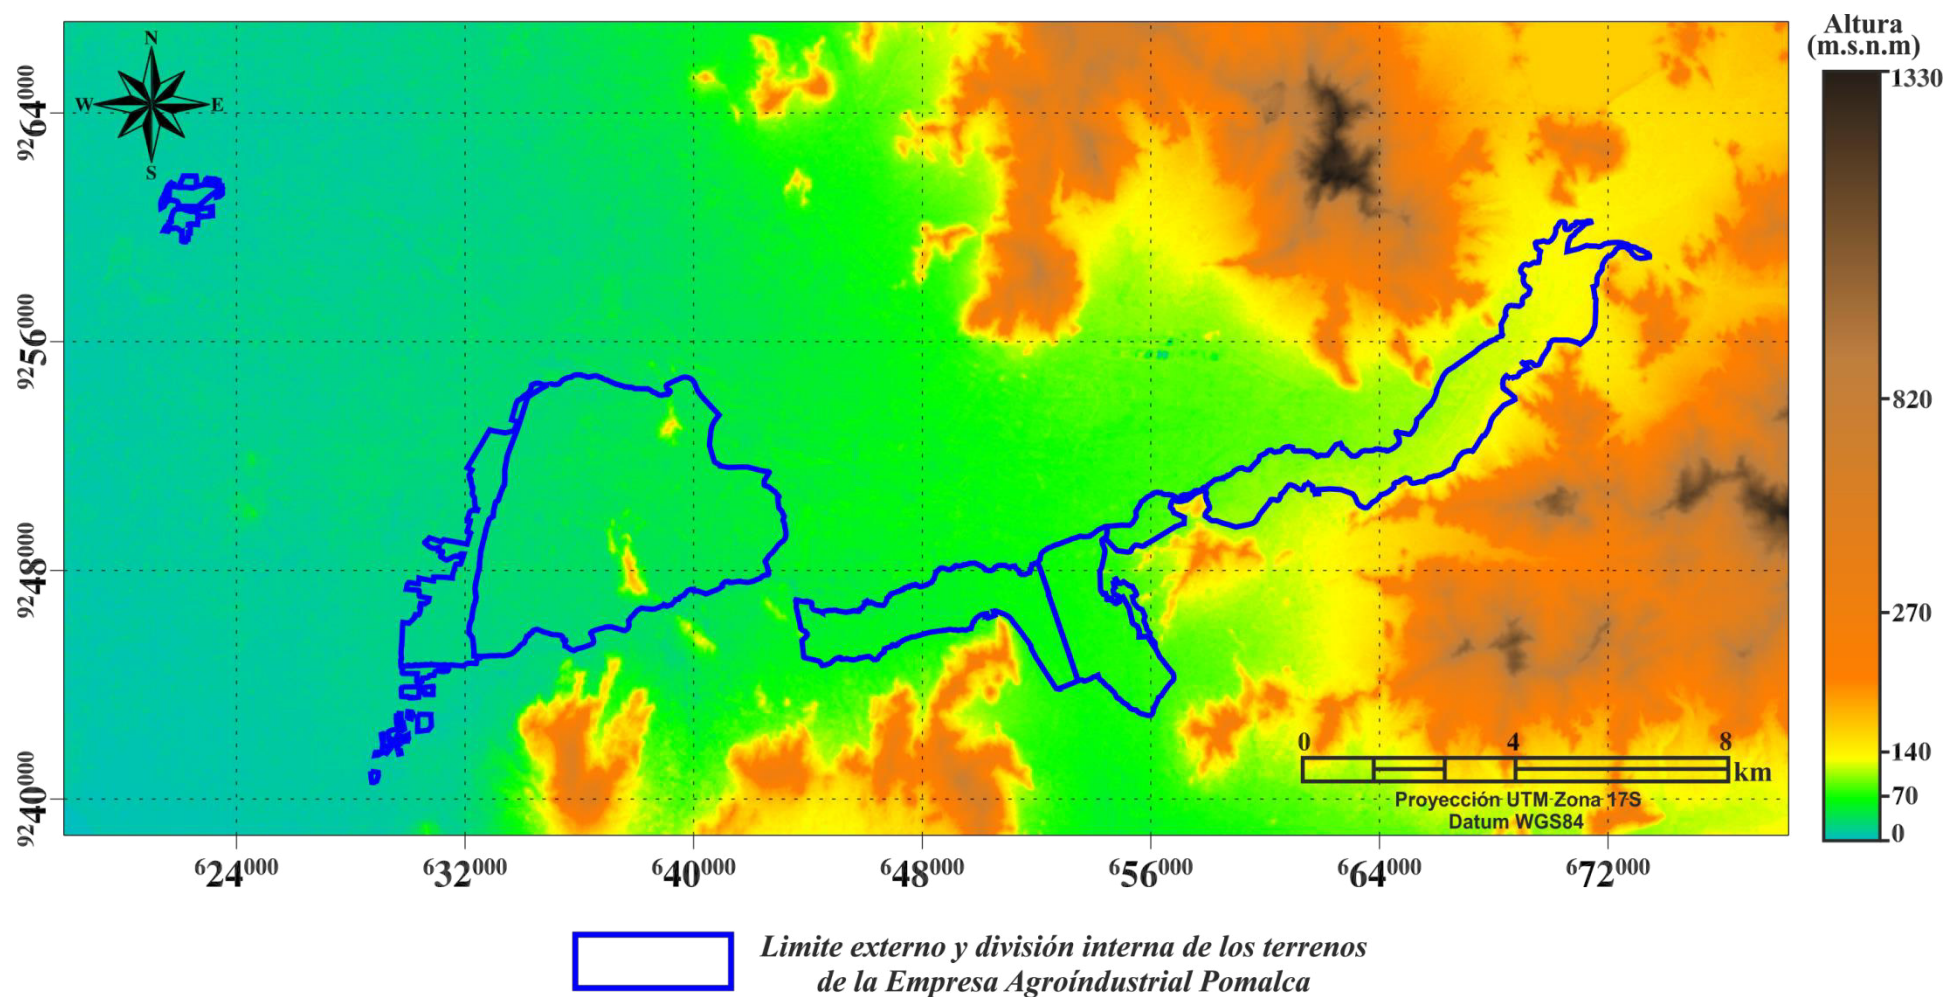 Altura
(m.s.n.m)
N
W E
S
1330
820
270
140
70
0
9264000
9256000
9248000
9240000
0 4 8
km
Proyección UTM Zona 17S
Datum WGS84
624000 632000 640000 648000 656000 664000 672000
Limite externo y división interna de los terrenos
de la Empresa Agroíndustrial Pomalca